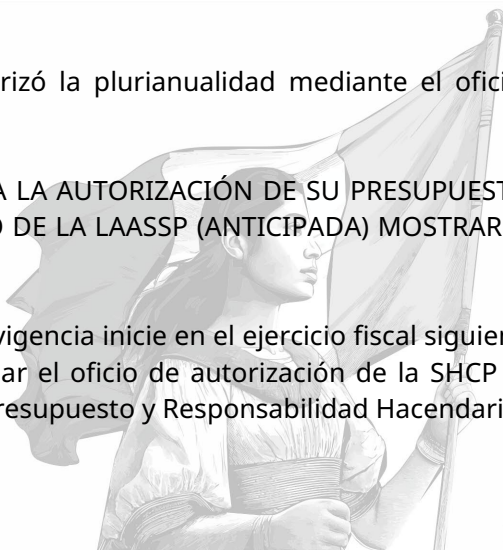 rizó la plurianualidad mediante el ofici
A LA AUTORIZACIÓN DE SU PRESUPUEST
O DE LA LAASSP (ANTICIPADA) MOSTRAR
vigencia inicie en el ejercicio fiscal siguien
ar el oficio de autorización de la SHCP
resupuesto y Responsabilidad Hacendari